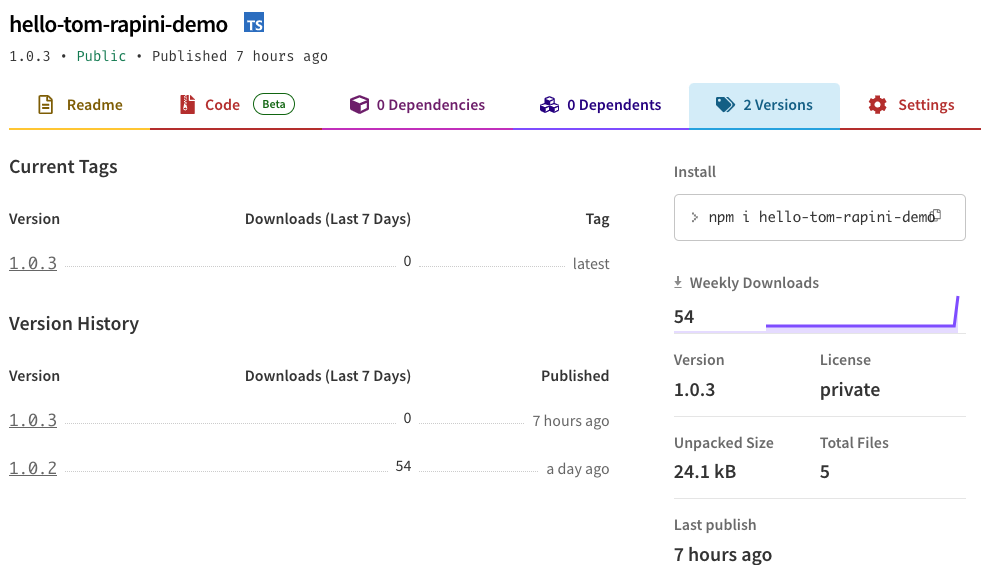 hello-tom-rapini-demo TS
1.0.3 • Public • Published 7 hours ago
Readme
Code Beta
0 Dependencies
0 Dependents
2 Versions
Settings
Current Tags
Version Downloads (Last 7 Days) Tag
1.0.3 0 latest
Version History
Version Downloads (Last 7 Days) Published
1.0.3 0 7 hours ago
1.0.2 54 a day ago
Install
> npm i hello-tom-rapini-demo
Weekly Downloads
54
Version License
1.0.3 private
Unpacked Size Total Files
24.1 kB 5
Last publish
7 hours ago